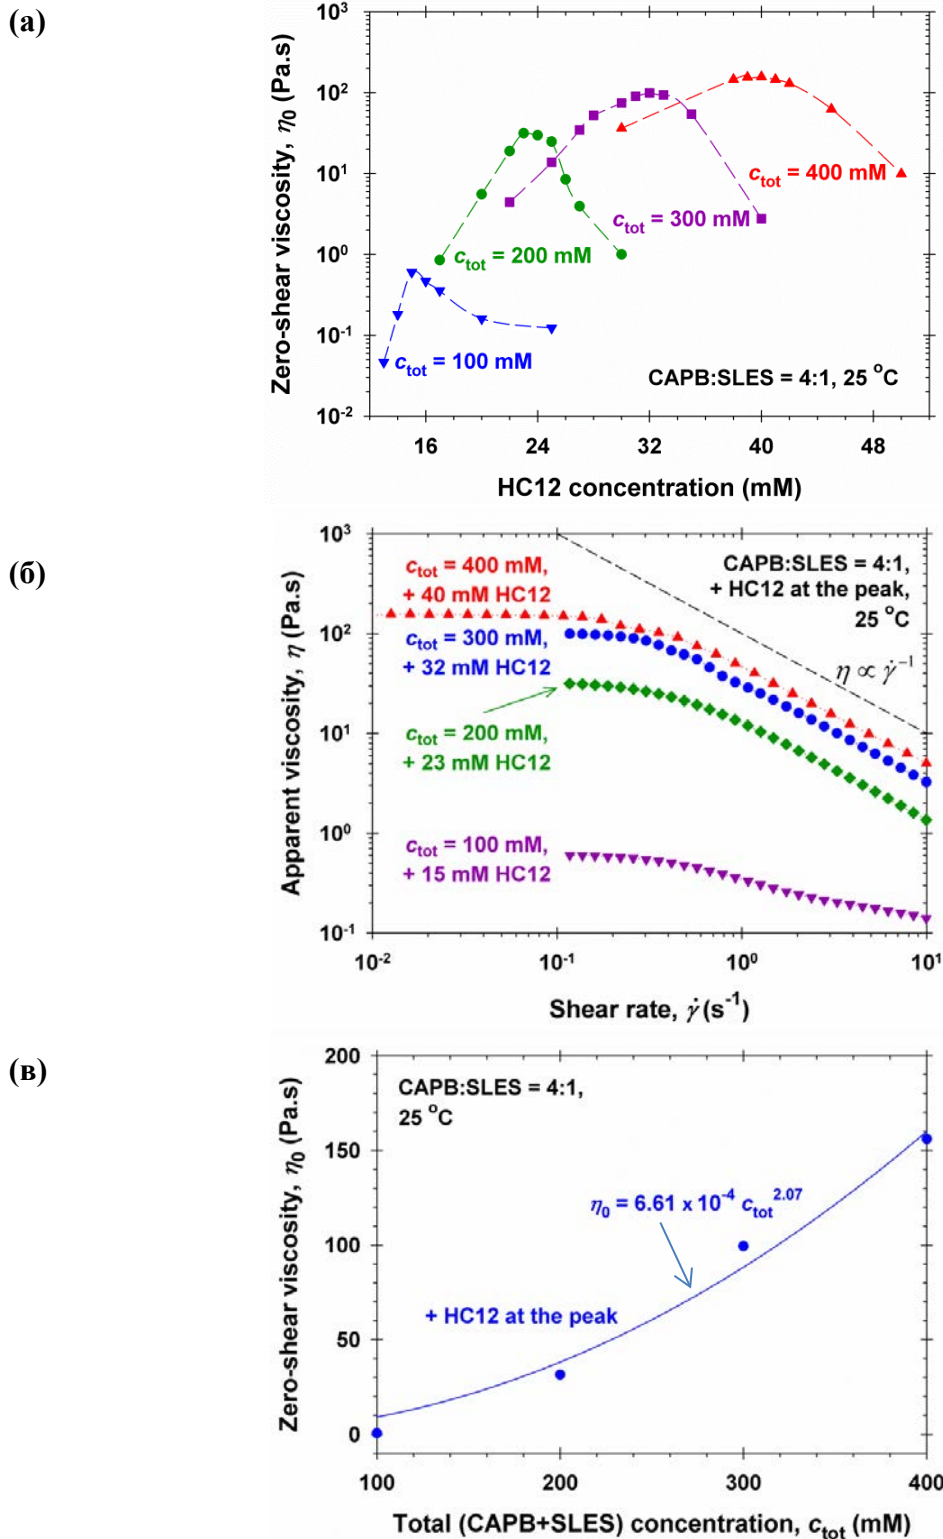 (а)
10³
10²
10¹
10⁰
10⁻¹
10⁻²
Zero-shear viscosity, η₀ (Pa.s)
c_tot = 400 mM
c_tot = 300 mM
c_tot = 200 mM
c_tot = 100 mM
CAPB:SLES = 4:1, 25 °C
16 24 32 40 48
HC12 concentration (mM)
(б)
10³
10²
10¹
10⁰
10⁻¹
Apparent viscosity, η (Pa.s)
c_tot = 400 mM,
+ 40 mM HC12
CAPB:SLES = 4:1,
+ HC12 at the peak,
25 °C
c_tot = 300 mM,
+ 32 mM HC12
η ∝ γ̇⁻¹
c_tot = 200 mM,
+ 23 mM HC12
c_tot = 100 mM,
+ 15 mM HC12
10⁻² 10⁻¹ 10⁰ 10¹
Shear rate, γ̇ (s⁻¹)
(в)
200
150
100
50
0
Zero-shear viscosity, η₀ (Pa.s)
CAPB:SLES = 4:1,
25 °C
η₀ = 6.61 x 10⁻⁴ c_tot^2.07
+ HC12 at the peak
100 200 300 400
Total (CAPB+SLES) concentration, c_tot (mM)